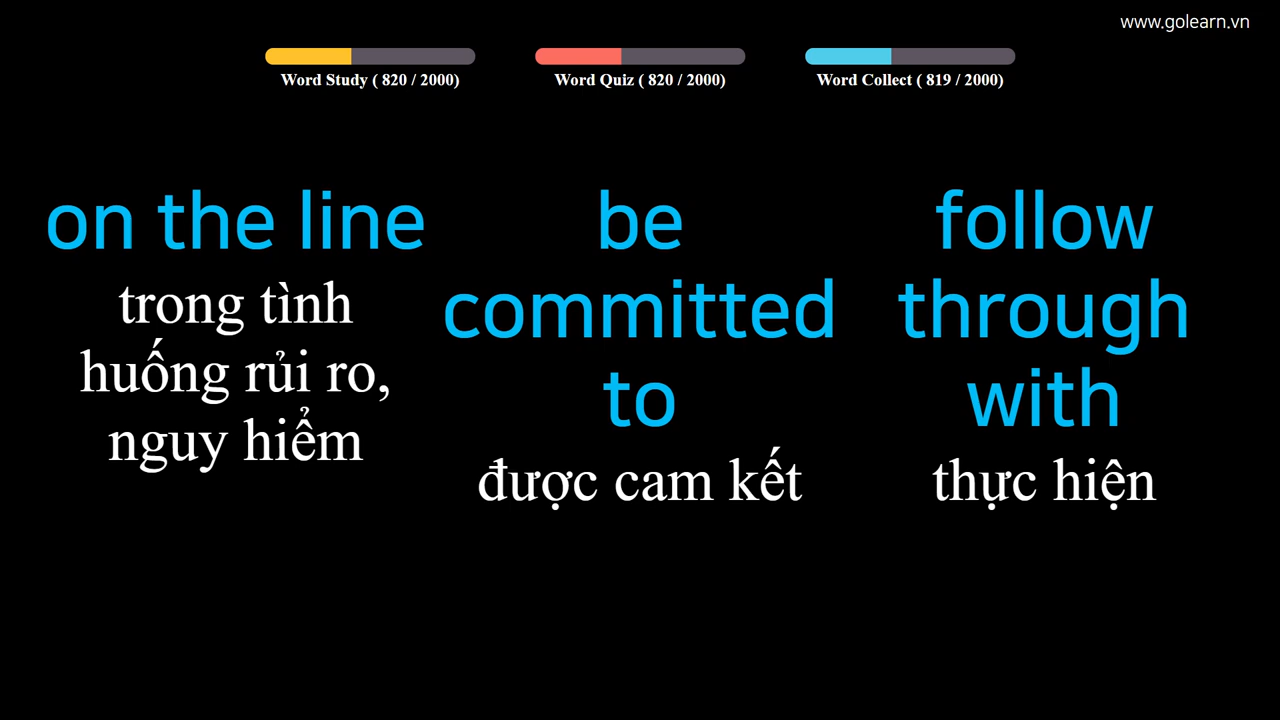 www.golearn.vn
Word Study ( 820 / 2000)
Word Quiz ( 820 / 2000)
Word Collect ( 819 / 2000)
on the line
trong tình
huống rủi ro,
nguy hiểm
be
committed
to
được cam kết
follow
through
with
thực hiện